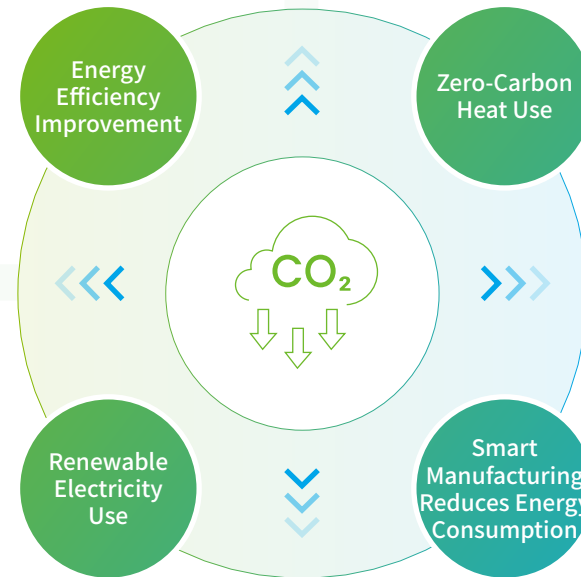 Energy
Efficiency
Improvement
Zero-Carbon
Heat Use
CO₂
Renewable
Electricity
Use
Smart
Manufacturing
Reduces Energy
Consumption